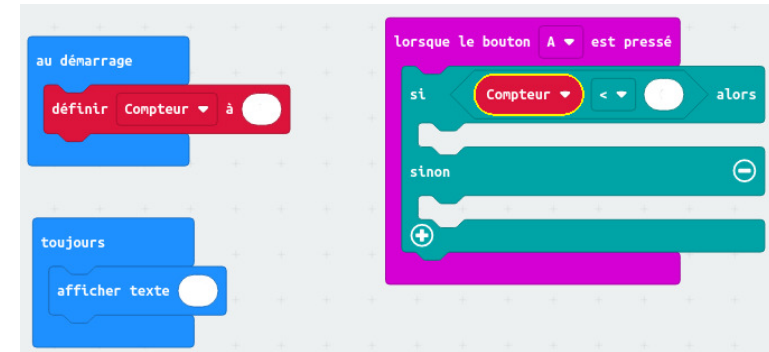 au démarrage
définir Compteur à
toujours
afficher texte
lorsque le bouton A est pressé
si Compteur < alors
sinon